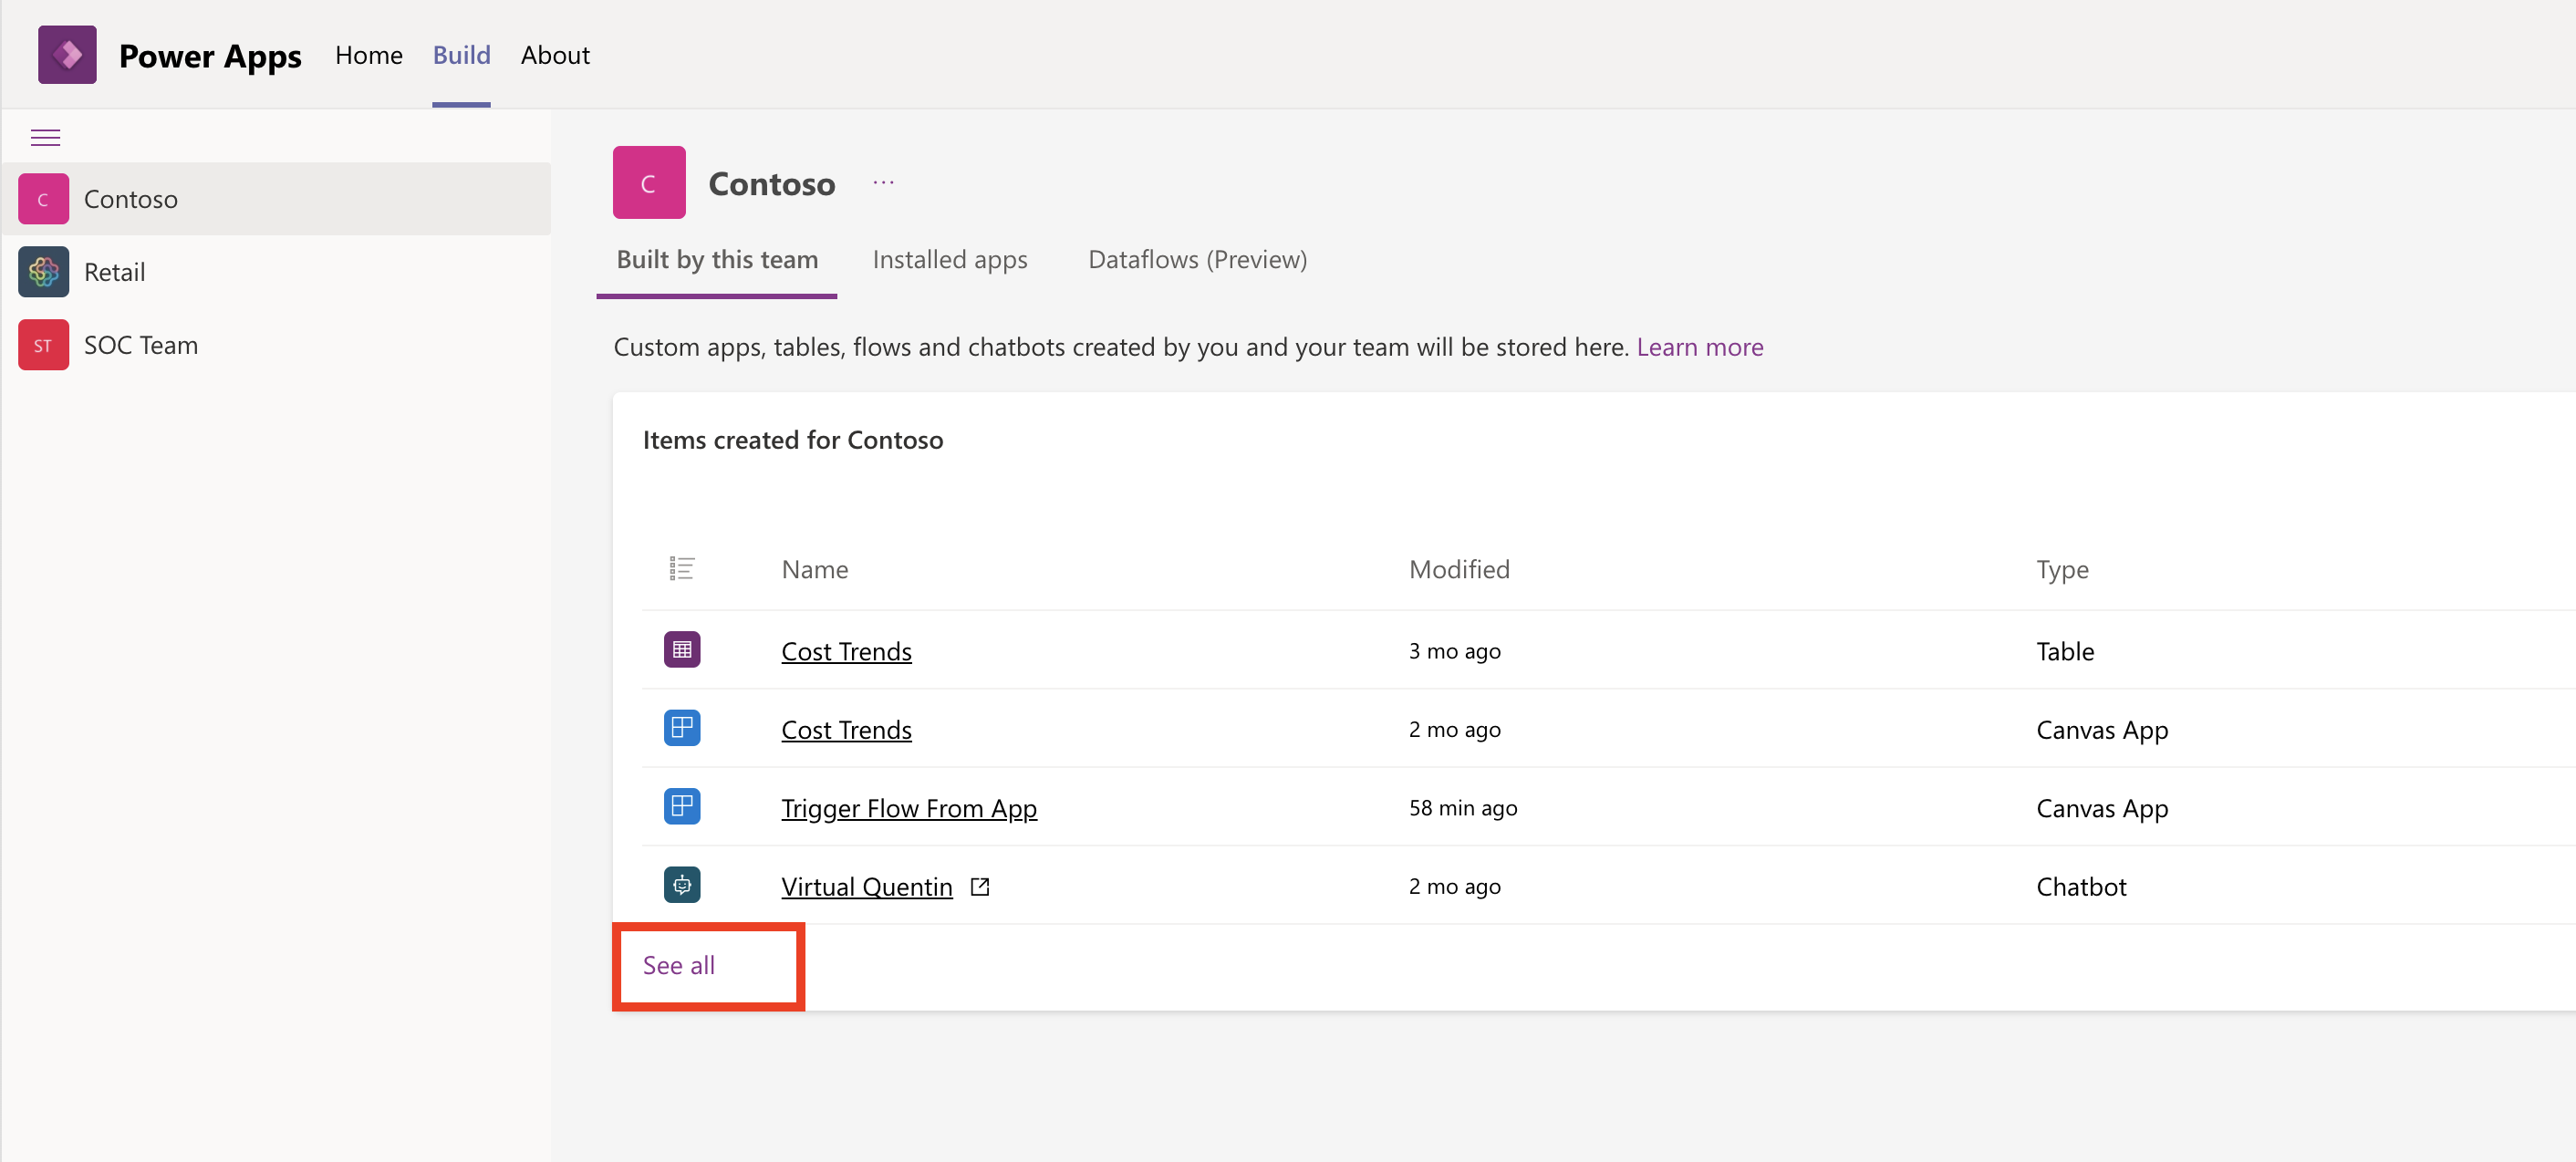 Power Apps Home Build About
C Contoso
Retail
ST SOC Team
C Contoso ...
Built by this team Installed apps Dataflows (Preview)
Custom apps, tables, flows and chatbots created by you and your team will be stored here. Learn more
Items created for Contoso
Name Modified Type
Cost Trends 3 mo ago Table
Cost Trends 2 mo ago Canvas App
Trigger Flow From App 58 min ago Canvas App
Virtual Quentin 2 mo ago Chatbot
See all